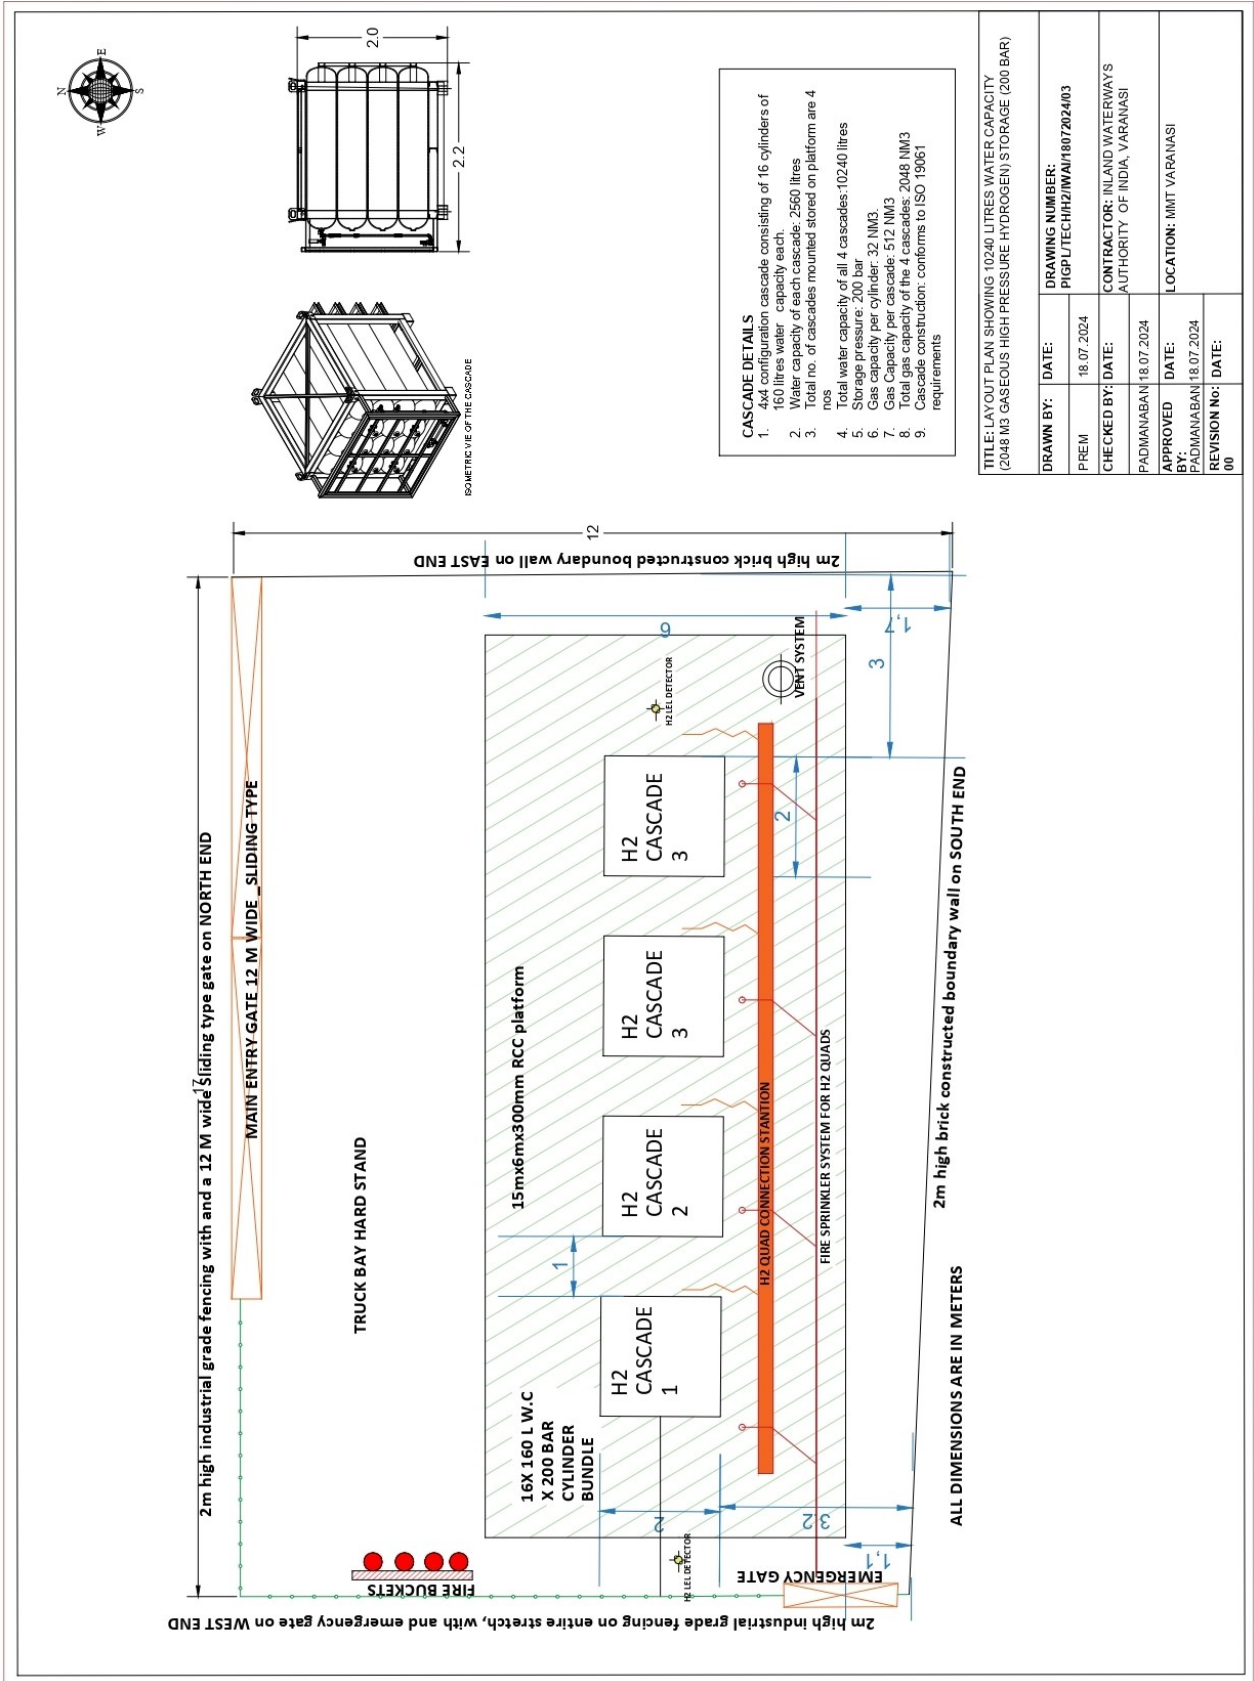 N
E
S
W
2.0
2.2
ISOMETRIC VIE OF THE CASCADE
CASCADE DETAILS
1. 4x4 configuration cascade consisting of 16 cylinders of
160 litres water capacity each.
2. Water capacity of each cascade: 2560 litres
3. Total no. of cascades mounted stored on platform are 4
nos
4. Total water capacity of all 4 cascades:10240 litres
5. Storage pressure: 200 bar
6. Gas capacity per cylinder: 32 NM3.
7. Gas Capacity per cascade: 512 NM3
8. Total gas capacity of the 4 cascades: 2048 NM3
9. Cascade construction: conforms to ISO 19061
requirements
TITLE: LAYOUT PLAN SHOWING 10240 LITRES WATER CAPACITY
(2048 M3 GASEOUS HIGH PRESSURE HYDROGEN) STORAGE (200 BAR)
DRAWN BY: DATE:
PREM 18.07.2024
DRAWING NUMBER:
PIGPL/TECH/H2/IWAI/18072024/03
CHECKED BY: DATE:
PADMANABAN 18.07.2024
CONTRACTOR: INLAND WATERWAYS
AUTHORITY OF INDIA, VARANASI
APPROVED DATE:
BY:
PADMANABAN 18.07.2024
LOCATION: MMT VARANASI
REVISION No: DATE:
00
2m high industrial grade fencing with and a 12 M wide Sliding type gate on NORTH END
17
MAIN ENTRY GATE 12 M WIDE _SLIDING TYPE
12
2m high brick constructed boundary wall on EAST END
TRUCK BAY HARD STAND
15mx6mx300mm RCC platform
6
16X 160 L W.C
X 200 BAR
CYLINDER
BUNDLE
H2
CASCADE
1
H2
CASCADE
2
H2
CASCADE
3
H2
CASCADE
3
1
2
2
3
1,7
3.2
1,1
H2 LEL DETECTOR
H2 LEL DETECTOR
VENT SYSTEM
H2 QUAD CONNECTION STANTION
FIRE SPRINKLER SYSTEM FOR H2 QUADS
FIRE BUCKETS
EMERGENCY GATE
2m high industrial grade fencing on entire stretch, with and emergency gate on WEST END
2m high brick constructed boundary wall on SOUTH END
ALL DIMENSIONS ARE IN METERS